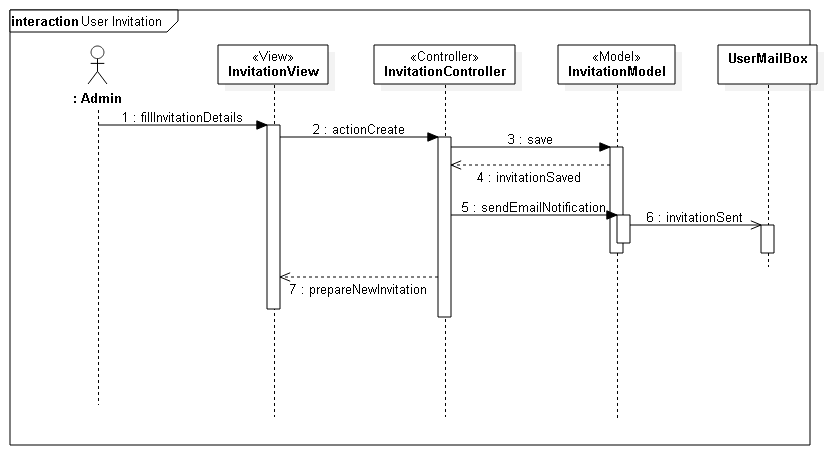 interaction User Invitation
«View»
InvitationView
«Controller»
InvitationController
«Model»
InvitationModel
UserMailBox
: Admin
1 : fillInvitationDetails
2 : actionCreate
3 : save
4 : invitationSaved
5 : sendEmailNotification
6 : invitationSent
7 : prepareNewInvitation